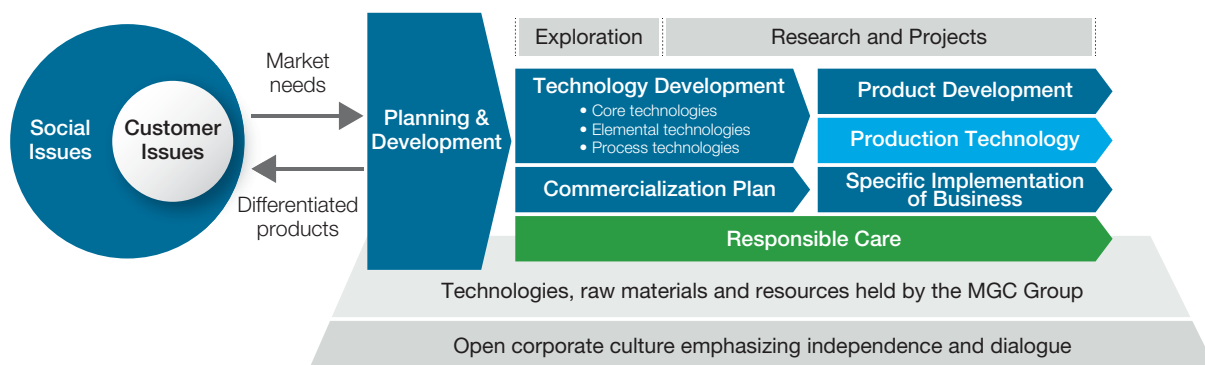 Social
Issues
Customer
Issues
Market
needs
Differentiated
products
Planning &
Development
Exploration
Research and Projects
Technology Development
• Core technologies
• Elemental technologies
• Process technologies
Product Development
Production Technology
Commercialization Plan
Specific Implementation
of Business
Responsible Care
Technologies, raw materials and resources held by the MGC Group
Open corporate culture emphasizing independence and dialogue